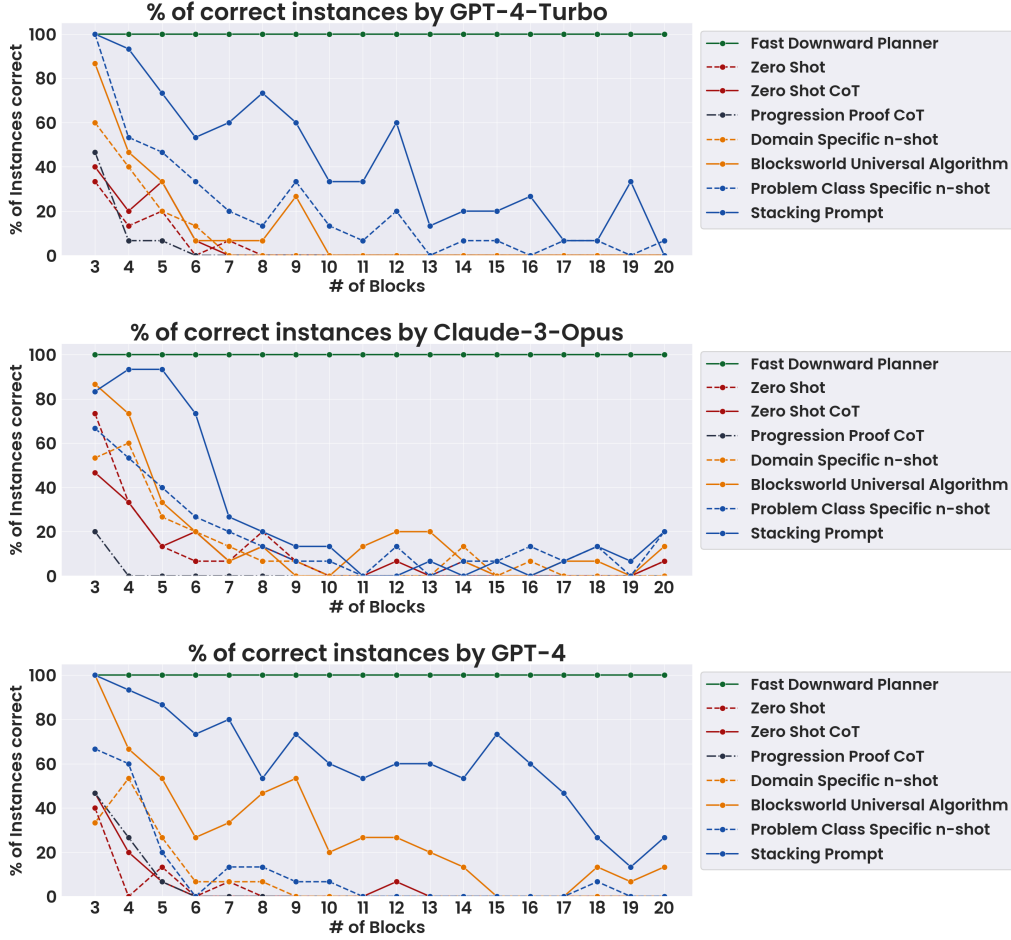 % of correct instances by GPT-4-Turbo
100
80
60
40
20
0
% of Instances correct
3 4 5 6 7 8 9 10 11 12 13 14 15 16 17 18 19 20
# of Blocks
Fast Downward Planner
Zero Shot
Zero Shot CoT
Progression Proof CoT
Domain Specific n-shot
Blocksworld Universal Algorithm
Problem Class Specific n-shot
Stacking Prompt
% of correct instances by Claude-3-Opus
100
80
60
40
20
0
% of Instances correct
3 4 5 6 7 8 9 10 11 12 13 14 15 16 17 18 19 20
# of Blocks
Fast Downward Planner
Zero Shot
Zero Shot CoT
Progression Proof CoT
Domain Specific n-shot
Blocksworld Universal Algorithm
Problem Class Specific n-shot
Stacking Prompt
% of correct instances by GPT-4
100
80
60
40
20
0
% of Instances correct
3 4 5 6 7 8 9 10 11 12 13 14 15 16 17 18 19 20
# of Blocks
Fast Downward Planner
Zero Shot
Zero Shot CoT
Progression Proof CoT
Domain Specific n-shot
Blocksworld Universal Algorithm
Problem Class Specific n-shot
Stacking Prompt